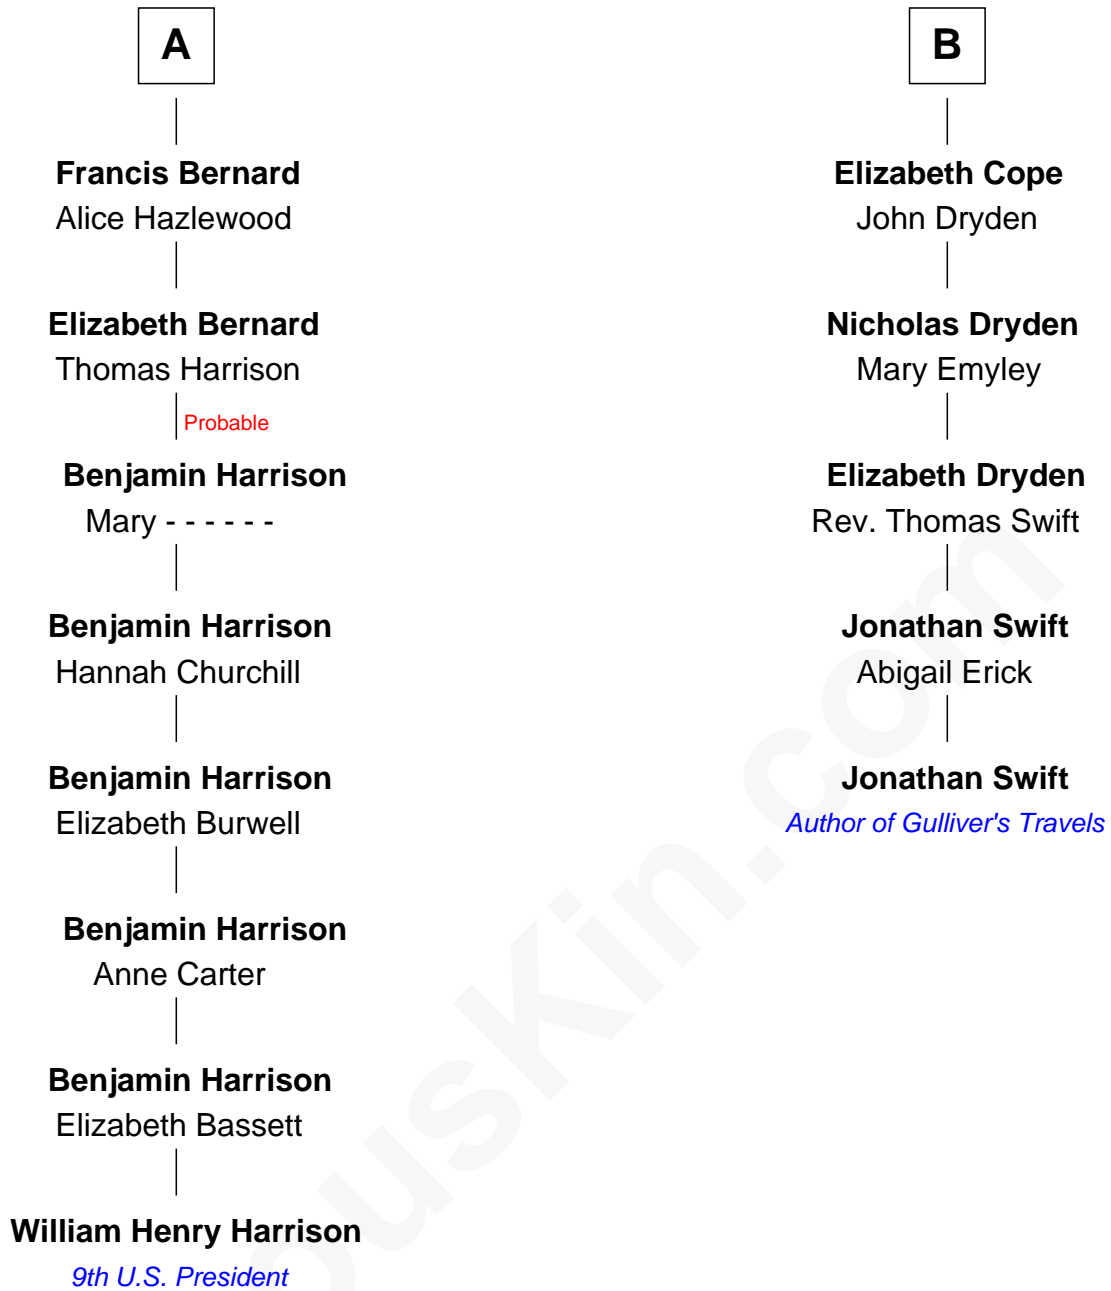 A
Francis Bernard
Alice Hazlewood
Elizabeth Bernard
Thomas Harrison
Probable
Benjamin Harrison
Mary - - - - - -
Benjamin Harrison
Hannah Churchill
Benjamin Harrison
Elizabeth Burwell
Benjamin Harrison
Anne Carter
Benjamin Harrison
Elizabeth Bassett
William Henry Harrison
9th U.S. President
B
Elizabeth Cope
John Dryden
Nicholas Dryden
Mary Emyley
Elizabeth Dryden
Rev. Thomas Swift
Jonathan Swift
Abigail Erick
Jonathan Swift
Author of Gulliver's Travels
ousKin.com